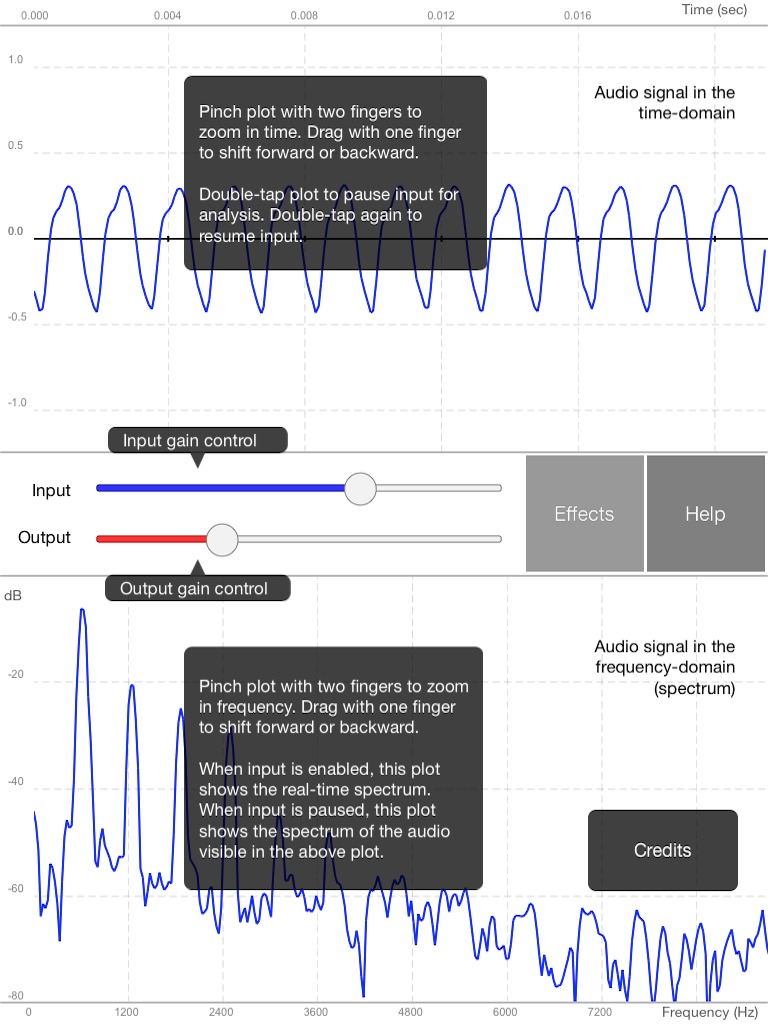 0.000 0.004 0.008 0.012 0.016 Time (sec)
1.0
Audio signal in the
time-domain
Pinch plot with two fingers to
zoom in time. Drag with one finger
to shift forward or backward.
0.5
Double-tap plot to pause input for
analysis. Double-tap again to
resume input.
0.0
-0.5
-1.0
Input gain control
Input
Effects
Help
Output
Output gain control
dB
Audio signal in the
frequency-domain
(spectrum)
-20
Pinch plot with two fingers to zoom
in frequency. Drag with one finger
to shift forward or backward.
When input is enabled, this plot
shows the real-time spectrum.
When input is paused, this plot
shows the spectrum of the audio
visible in the above plot.
-40
Credits
-60
-80
0 1200 2400 3600 4800 6000 7200 Frequency (Hz)